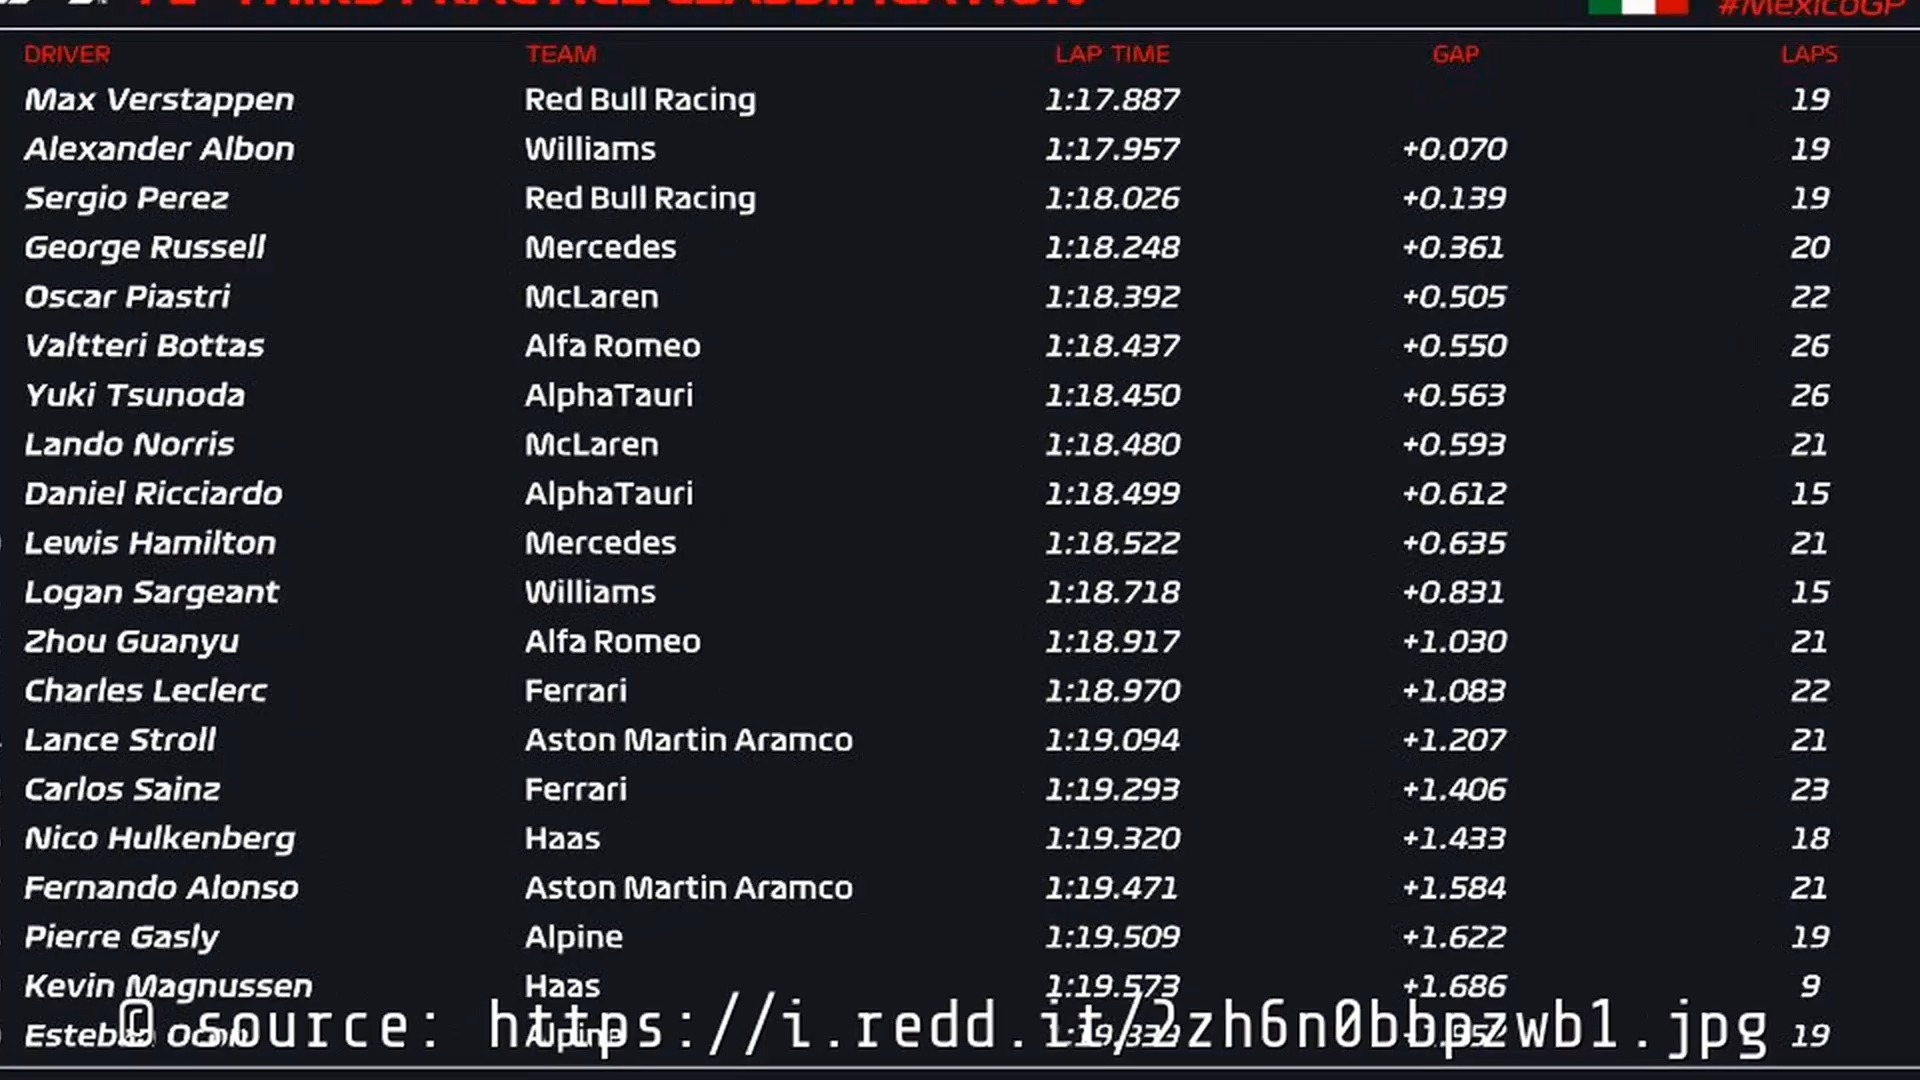 THIRD PRACTICE CLASSIFICATION #MexicoGP
DRIVER TEAM LAP TIME GAP LAPS
Max Verstappen Red Bull Racing 1:17.887 19
Alexander Albon Williams 1:17.957 +0.070 19
Sergio Perez Red Bull Racing 1:18.026 +0.139 19
George Russell Mercedes 1:18.248 +0.361 20
Oscar Piastri McLaren 1:18.392 +0.505 22
Valtteri Bottas Alfa Romeo 1:18.437 +0.550 26
Yuki Tsunoda AlphaTauri 1:18.450 +0.563 26
Lando Norris McLaren 1:18.480 +0.593 21
Daniel Ricciardo AlphaTauri 1:18.499 +0.612 15
Lewis Hamilton Mercedes 1:18.522 +0.635 21
Logan Sargeant Williams 1:18.718 +0.831 15
Zhou Guanyu Alfa Romeo 1:18.917 +1.030 21
Charles Leclerc Ferrari 1:18.970 +1.083 22
Lance Stroll Aston Martin Aramco 1:19.094 +1.207 21
Carlos Sainz Ferrari 1:19.293 +1.406 23
Nico Hulkenberg Haas 1:19.320 +1.433 18
Fernando Alonso Aston Martin Aramco 1:19.471 +1.584 21
Pierre Gasly Alpine 1:19.509 +1.622 19
Kevin Magnussen Haas 1:19.573 +1.686 9
Esteban Ocon Alpine 19
© source: https://i.redd.it/2zh6n0bbpzwb1.jpg